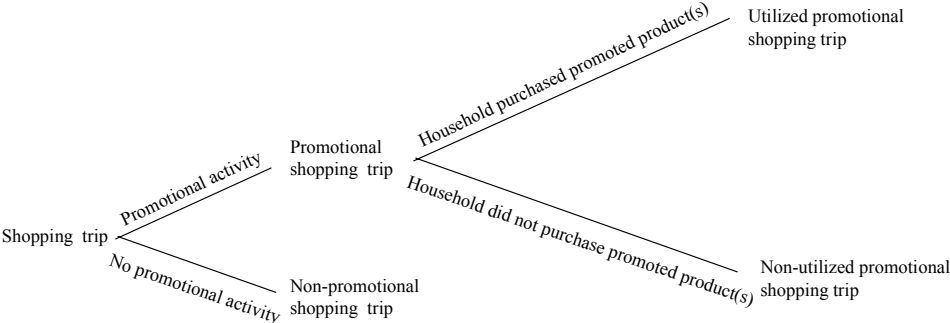 Shopping trip
Promotional activity
No promotional activity
Promotional
shopping trip
Non-promotional
shopping trip
Household purchased promoted product(s)
Household did not purchase promoted product(s)
Utilized promotional
shopping trip
Non-utilized promotional
shopping trip